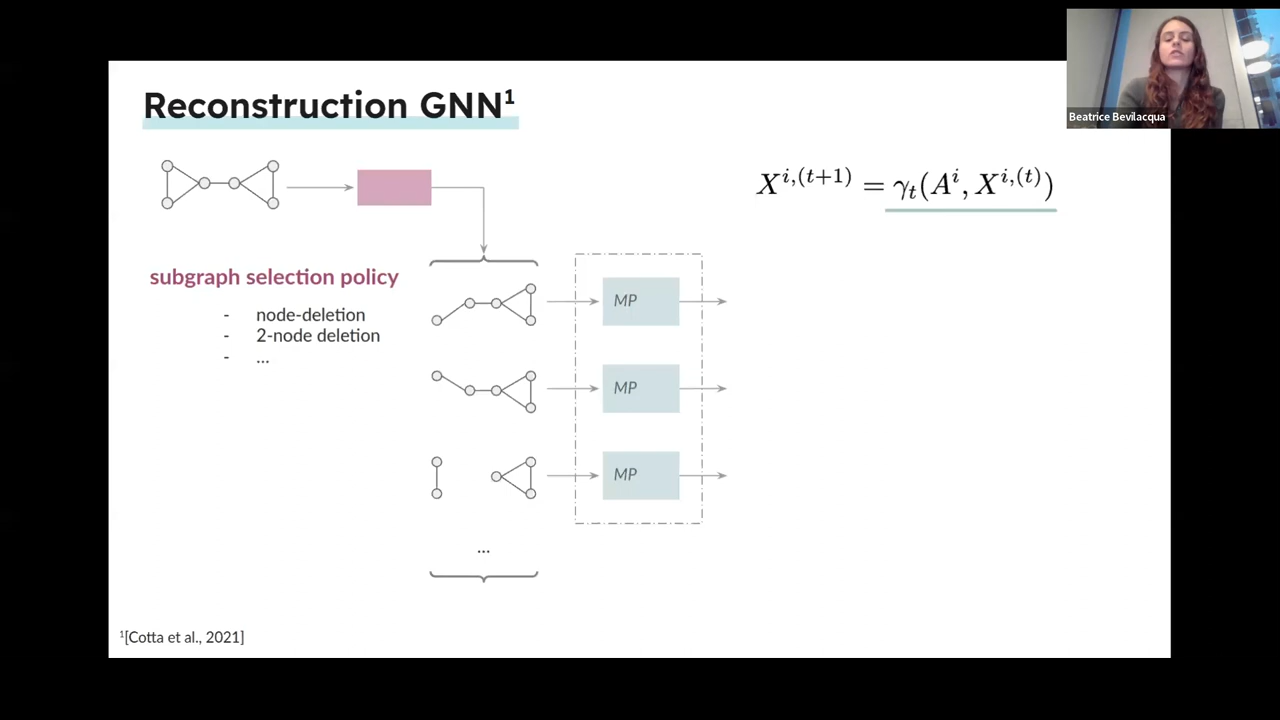 Reconstruction GNN¹
Beatrice Bevilacqua
X^{i,(t+1)} = γ_t(A^i, X^{i,(t)})
subgraph selection policy
- node-deletion
- 2-node deletion
- ...
MP
MP
MP
...
¹[Cotta et al., 2021]